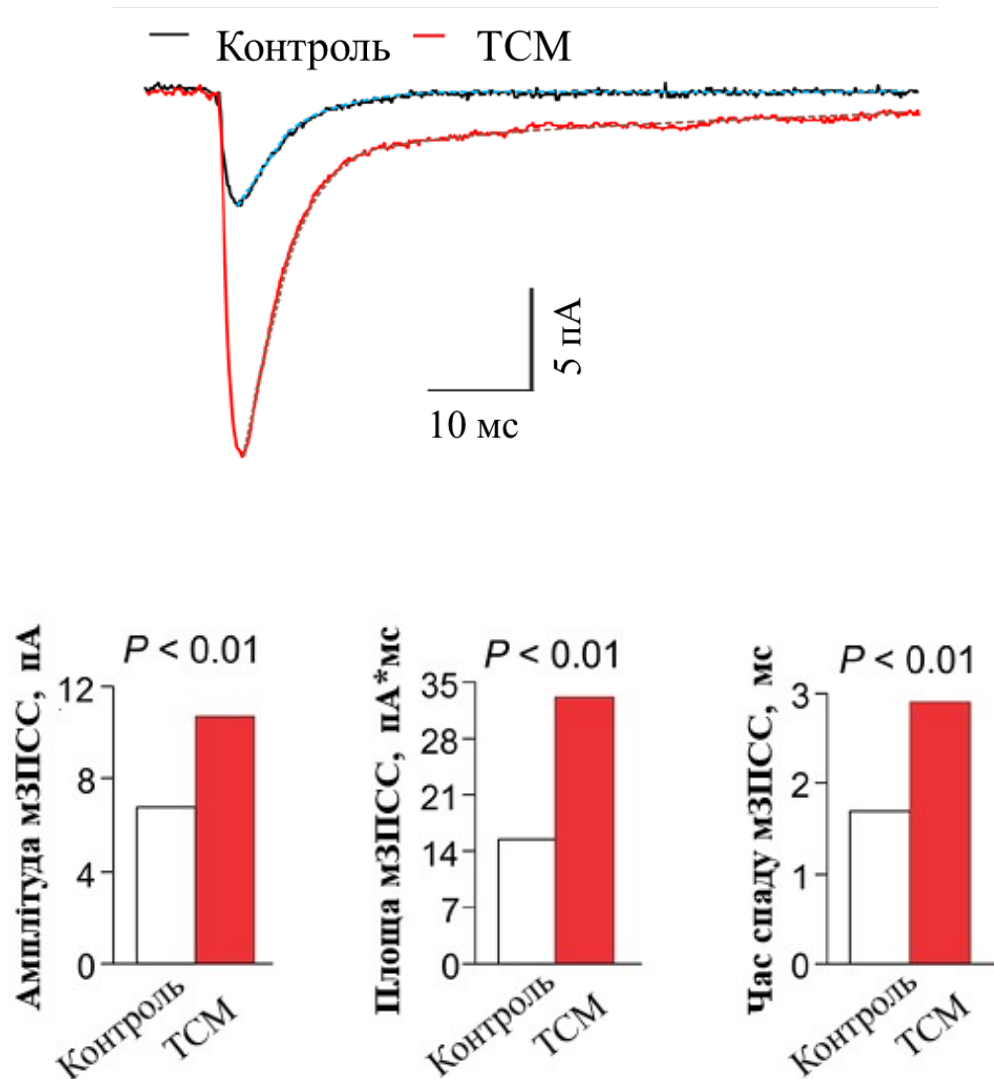 Контроль ТСМ
5 пА
10 мс
Амплітуда мЗПСС, пА
P < 0.01
12
8
4
0
Контроль
ТСМ
Площа мЗПСС, пА*мс
P < 0.01
35
28
21
14
7
0
Контроль
ТСМ
Час спаду мЗПСС, мс
P < 0.01
3
2
1
0
Контроль
ТСМ